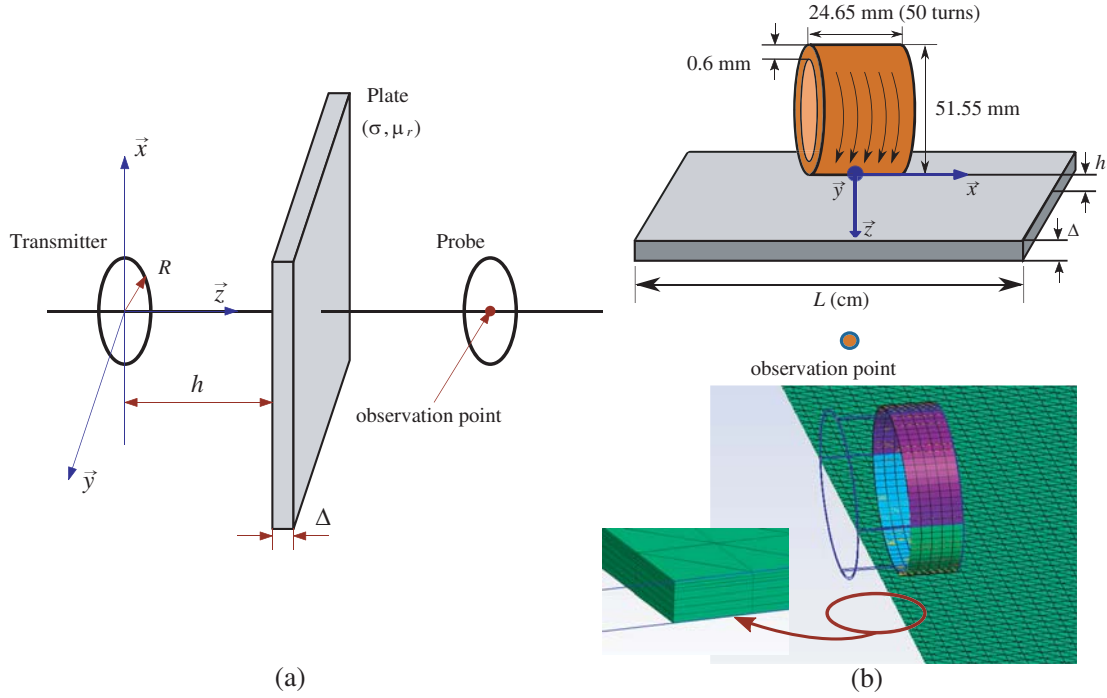 Plate
(σ, μ r)
x⃗
Transmitter
R
z⃗
Probe
h
observation point
y⃗
Δ
(a)
24.65 mm (50 turns)
0.6 mm
51.55 mm
h
y⃗
x⃗
z⃗
Δ
L (cm)
observation point
(b)